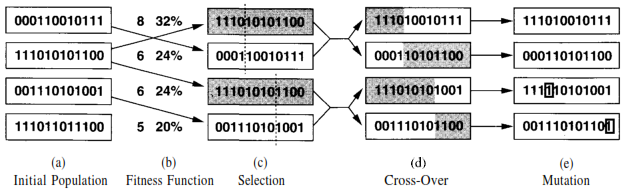 000110010111 8 32% 111010101100 111010010111 111010010111
111010101100 6 24% 000110010111 000110101100 000110101100
001110101001 6 24% 111010101100 111010101001 111110101001
111011011100 5 20% 001110101001 001110101100 001110101101
(a) (b) (c) (d) (e)
Initial Population Fitness Function Selection Cross-Over Mutation